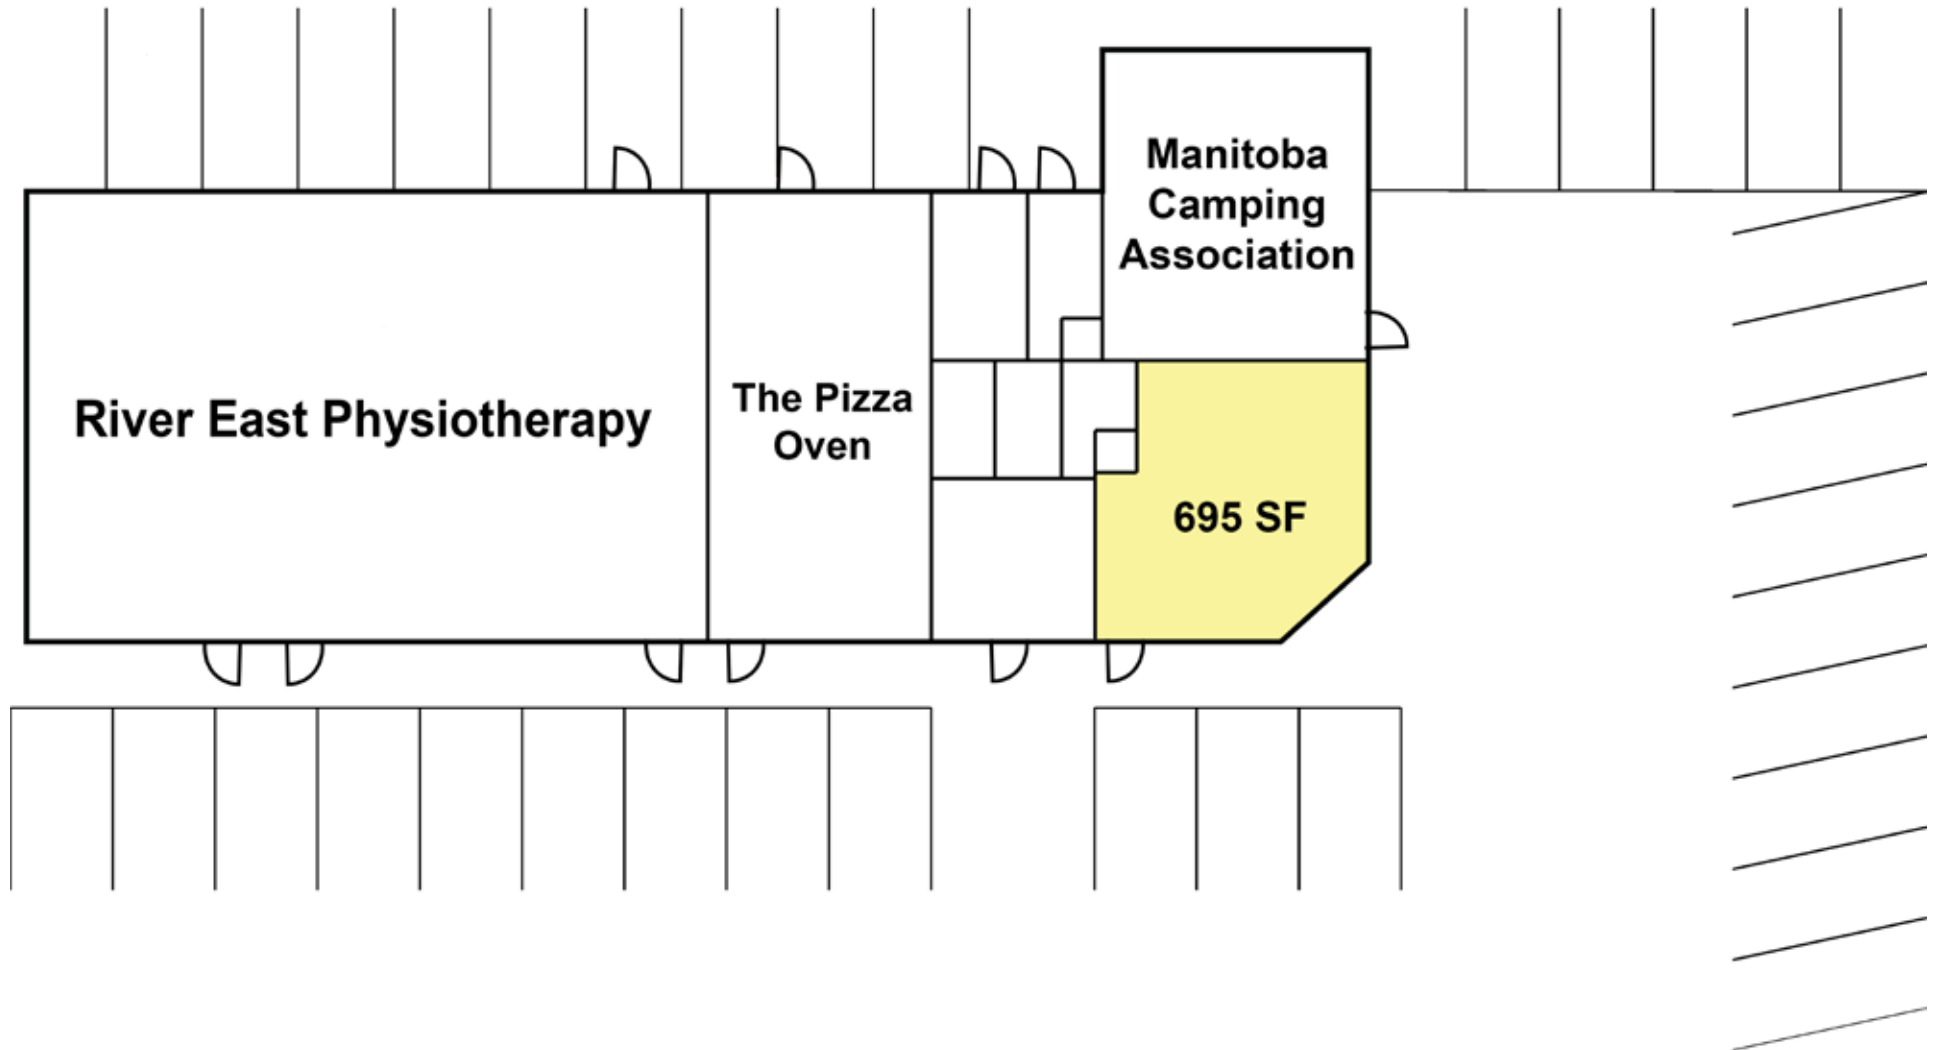 Manitoba
Camping
Association
River East Physiotherapy
The Pizza
Oven
695 SF